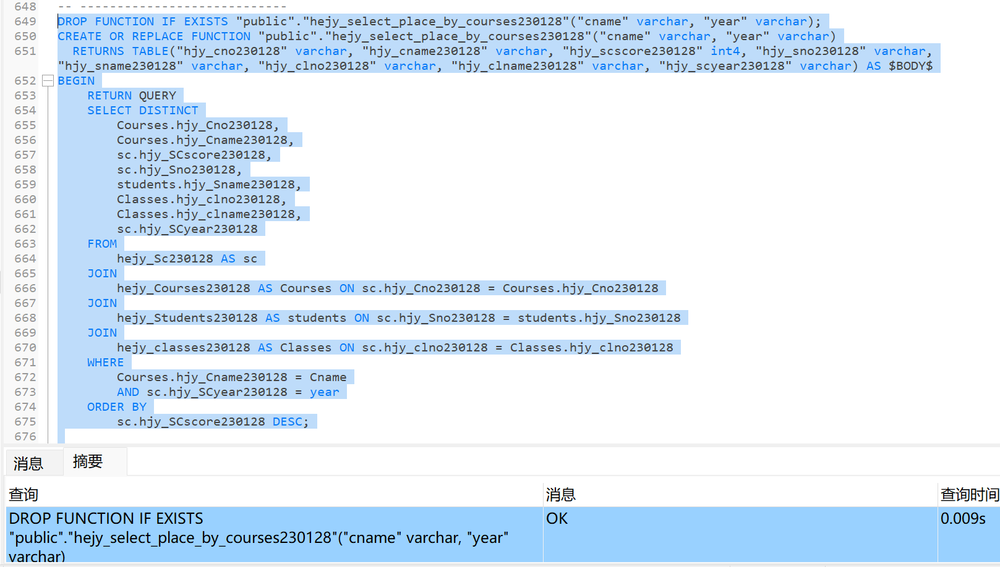 648 -- ----------------------------
649 DROP FUNCTION IF EXISTS "public"."hejy_select_place_by_courses230128"("cname" varchar, "year" varchar);
650 CREATE OR REPLACE FUNCTION "public"."hejy_select_place_by_courses230128"("cname" varchar, "year" varchar)
651   RETURNS TABLE("hjy_cno230128" varchar, "hjy_cname230128" varchar, "hjy_scscore230128" int4, "hjy_sno230128" varchar,
"hjy_sname230128" varchar, "hjy_clno230128" varchar, "hjy_clname230128" varchar, "hjy_scyear230128" varchar) AS $BODY$
652 BEGIN
653     RETURN QUERY
654     SELECT DISTINCT
655         Courses.hjy_Cno230128,
656         Courses.hjy_Cname230128,
657         sc.hjy_SCscore230128,
658         sc.hjy_Sno230128,
659         students.hjy_Sname230128,
660         Classes.hjy_clno230128,
661         Classes.hjy_clname230128,
662         sc.hjy_SCyear230128
663     FROM
664         hejy_Sc230128 AS sc
665     JOIN
666         hejy_Courses230128 AS Courses ON sc.hjy_Cno230128 = Courses.hjy_Cno230128
667     JOIN
668         hejy_Students230128 AS students ON sc.hjy_Sno230128 = students.hjy_Sno230128
669     JOIN
670         hejy_classes230128 AS Classes ON sc.hjy_clno230128 = Classes.hjy_clno230128
671     WHERE
672         Courses.hjy_Cname230128 = Cname
673         AND sc.hjy_SCyear230128 = year
674     ORDER BY
675         sc.hjy_SCscore230128 DESC;
676
消息 摘要
查询 消息 查询时间
DROP FUNCTION IF EXISTS OK 0.009s
"public"."hejy_select_place_by_courses230128"("cname" varchar, "year"
varchar)